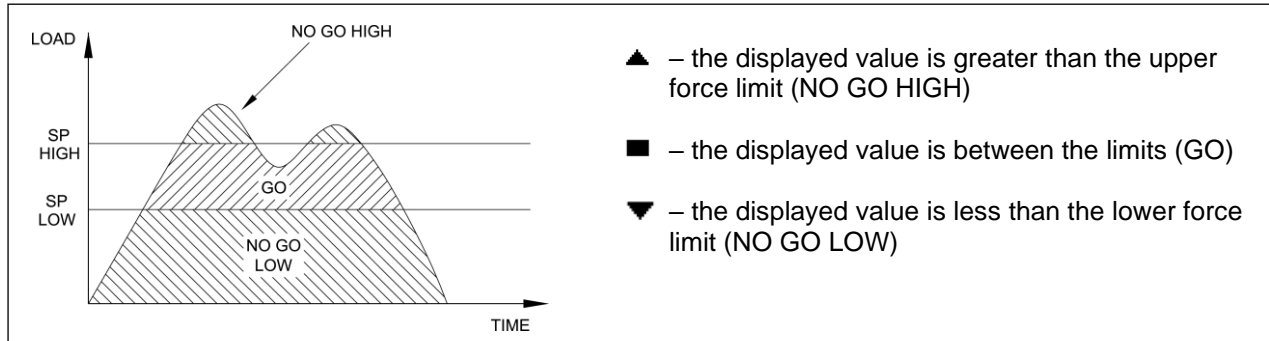 LOAD
NO GO HIGH
SP
HIGH
GO
SP
LOW
NO GO
LOW
TIME
▲ – the displayed value is greater than the upper
force limit (NO GO HIGH)
■ – the displayed value is between the limits (GO)
▼ – the displayed value is less than the lower force
limit (NO GO LOW)